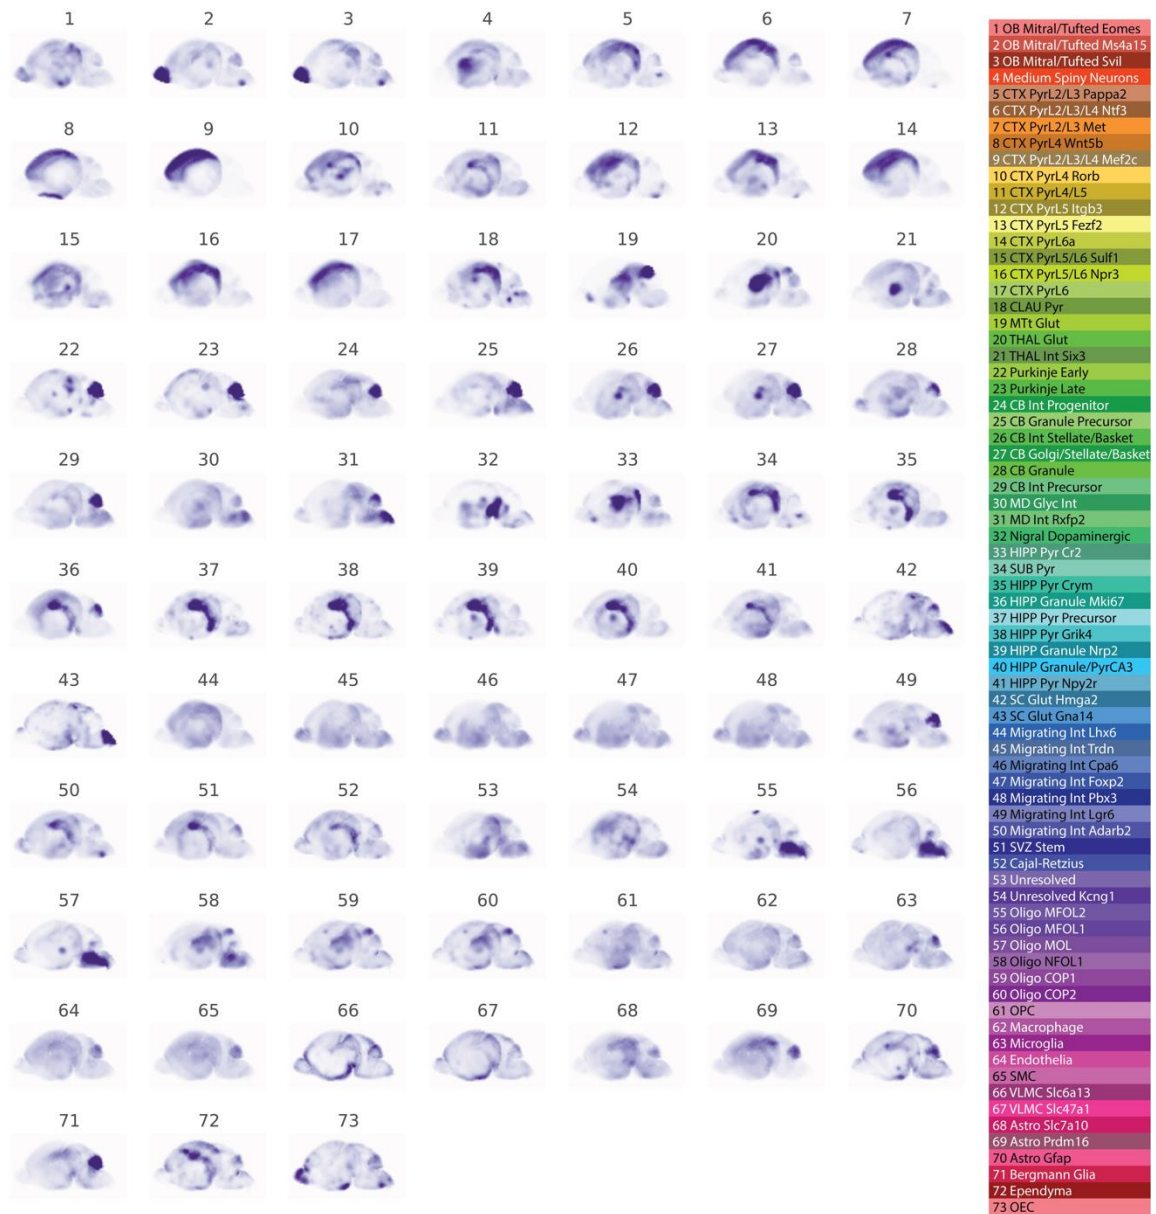 1 2 3 4 5 6 7
8 9 10 11 12 13 14
15 16 17 18 19 20 21
22 23 24 25 26 27 28
29 30 31 32 33 34 35
36 37 38 39 40 41 42
43 44 45 46 47 48 49
50 51 52 53 54 55 56
57 58 59 60 61 62 63
64 65 66 67 68 69 70
71 72 73
1 OB Mitral/Tufted Eomes
2 OB Mitral/Tufted Ms4a15
3 OB Mitral/Tufted Svil
4 Medium Spiny Neurons
5 CTX PyrL2/L3 Pappa2
6 CTX PyrL2/L3/L4 Ntf3
7 CTX PyrL2/L3 Met
8 CTX PyrL4 Wnt5b
9 CTX PyrL2/L3/L4 Mef2c
10 CTX PyrL4 Rorb
11 CTX PyrL4/L5
12 CTX PyrL5 Itgb3
13 CTX PyrL5 Fezf2
14 CTX PyrL6a
15 CTX PyrL5/L6 Sulf1
16 CTX PyrL5/L6 Npr3
17 CTX PyrL6
18 CLAU Pyr
19 MTt Glut
20 THAL Glut
21 THAL Int Six3
22 Purkinje Early
23 Purkinje Late
24 CB Int Progenitor
25 CB Granule Precursor
26 CB Int Stellate/Basket
27 CB Golgi/Stellate/Basket
28 CB Granule
29 CB Int Precursor
30 MD Glyc Int
31 MD Int Rxfp2
32 Nigral Dopaminergic
33 HIPP Pyr Cr2
34 SUB Pyr
35 HIPP Pyr Crym
36 HIPP Granule Mki67
37 HIPP Pyr Precursor
38 HIPP Pyr Grik4
39 HIPP Granule Nrp2
40 HIPP Granule/PyrCA3
41 HIPP Pyr Npy2r
42 SC Glut Hmga2
43 SC Glut Gna14
44 Migrating Int Lhx6
45 Migrating Int Trdn
46 Migrating Int Cpa6
47 Migrating Int Foxp2
48 Migrating Int Pbx3
49 Migrating Int Lgr6
50 Migrating Int Adarb2
51 SVZ Stem
52 Cajal-Retzius
53 Unresolved
54 Unresolved Kcng1
55 Oligo MFOL2
56 Oligo MFOL1
57 Oligo MOL
58 Oligo NFOL1
59 Oligo COP1
60 Oligo COP2
61 OPC
62 Macrophage
63 Microglia
64 Endothelia
65 SMC
66 VLMC Slc6a13
67 VLMC Slc47a1
68 Astro Slc7a10
69 Astro Prdm16
70 Astro Gfap
71 Bergmann Glia
72 Ependyma
73 OEC